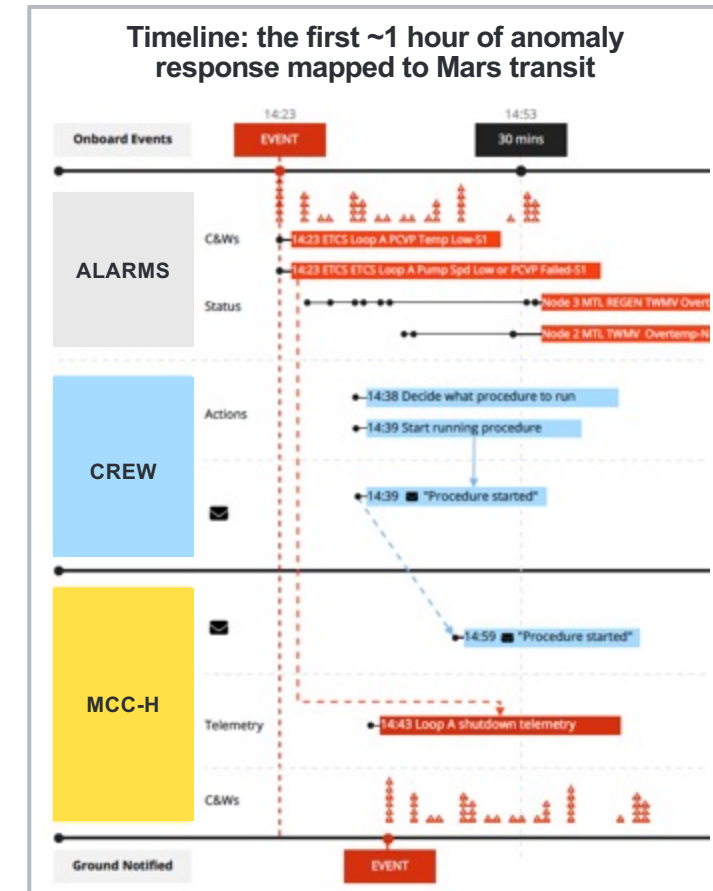 Timeline: the first ~1 hour of anomaly
response mapped to Mars transit
14:23
14:53
Onboard Events
EVENT
30 mins
ALARMS
C&Ws
14:23 ETCS Loop A PCVP Temp Low-S1
14:23 ETCS ETCS Loop A Pump Spd Low or PCVP Failed-S1
Status
Node 3 MTL REGEN TWMV Overt
Node 2 MTL TWMV Overtemp-N
CREW
Actions
14:38 Decide what procedure to run
14:39 Start running procedure
14:39 "Procedure started"
MCC-H
14:59 "Procedure started"
Telemetry
14:43 Loop A shutdown telemetry
C&Ws
Ground Notified
EVENT